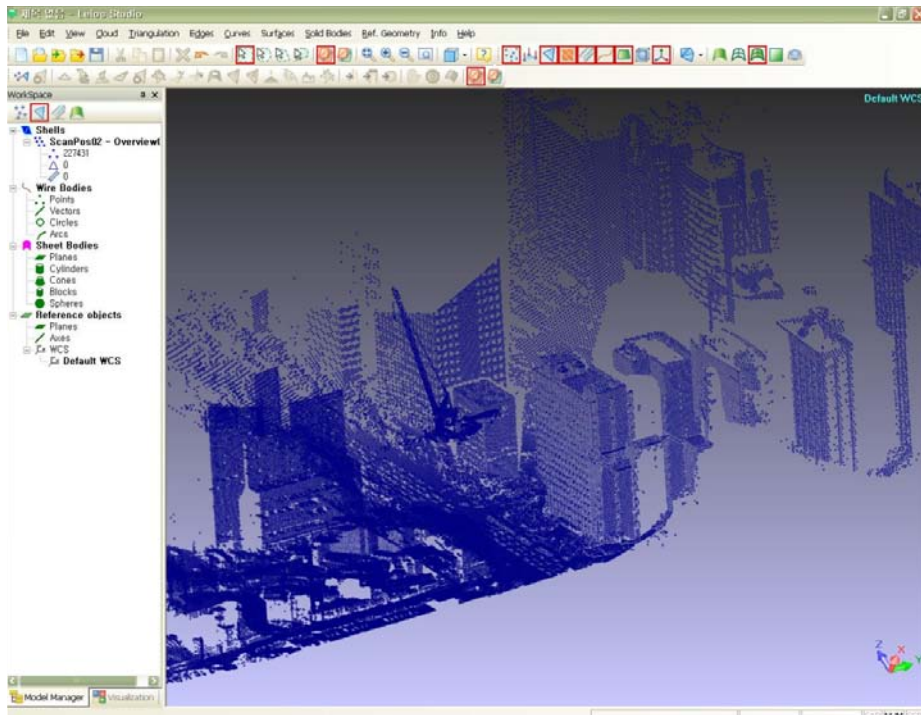 Leios Studio
File Edit View Cloud Triangulation Edges Curves Surfaces Solid Bodies Ref. Geometry Info Help
WorkSpace
Default WCS
Shells
ScanPos02 - Overview
227431
0
0
Wire Bodies
Points
Vectors
Circles
Arcs
Sheet Bodies
Planes
Cylinders
Cones
Blocks
Spheres
Reference objects
Planes
Axes
WCS
Default WCS
Z
X
Y
Model Manager Visualization